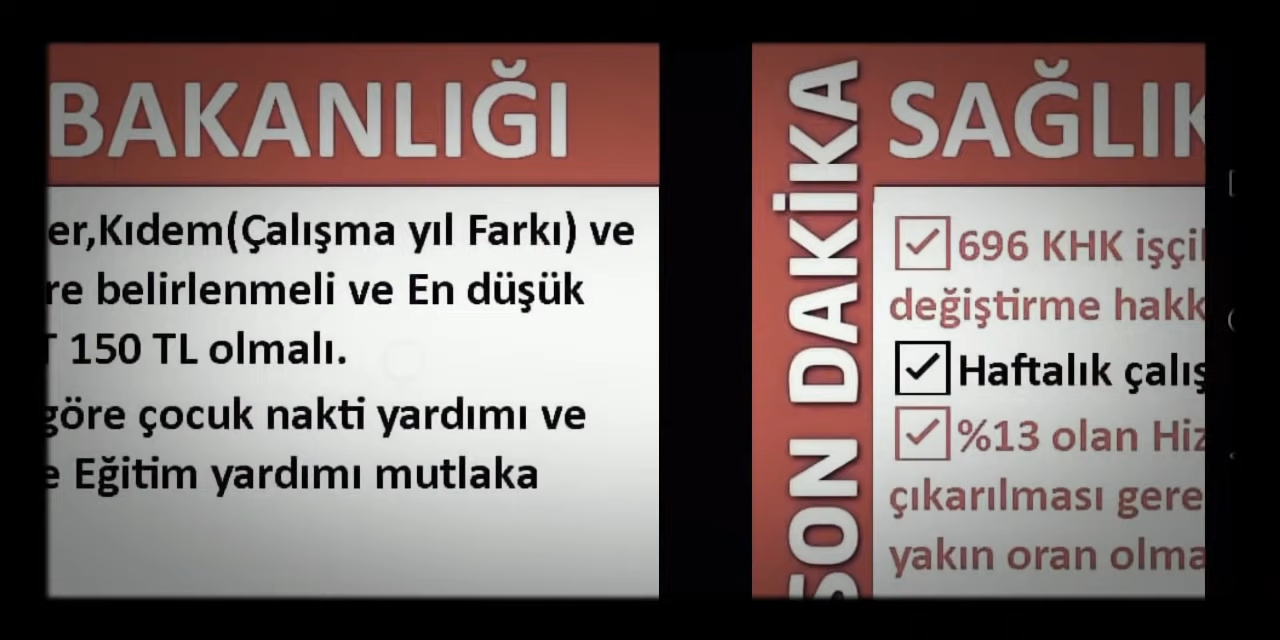 BAKANLIĞI
er,Kıdem(Çalışma yıl Farkı) ve
re belirlenmeli ve En düşük
T 150 TL olmalı.
göre çocuk nakti yardımı ve
e Eğitim yardımı mutlaka
SON DAKİKA
SAĞLIK
696 KHK işçil
değiştirme hakk
Haftalık çalış
%13 olan Hiz
çıkarılması gere
yakın oran olma